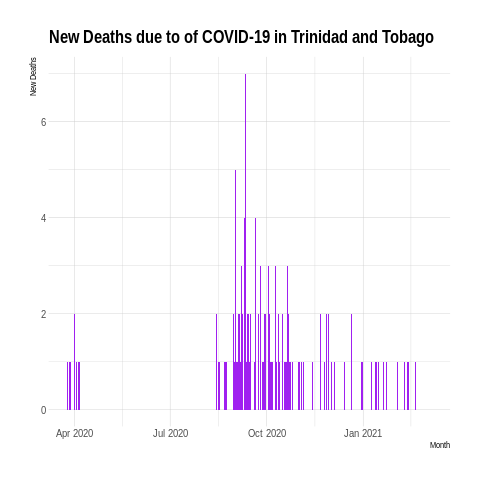 New Deaths due to of COVID-19 in Trinidad and Tobago
New Deaths
6
4
2
0
Apr 2020
Jul 2020
Oct 2020
Jan 2021
Month